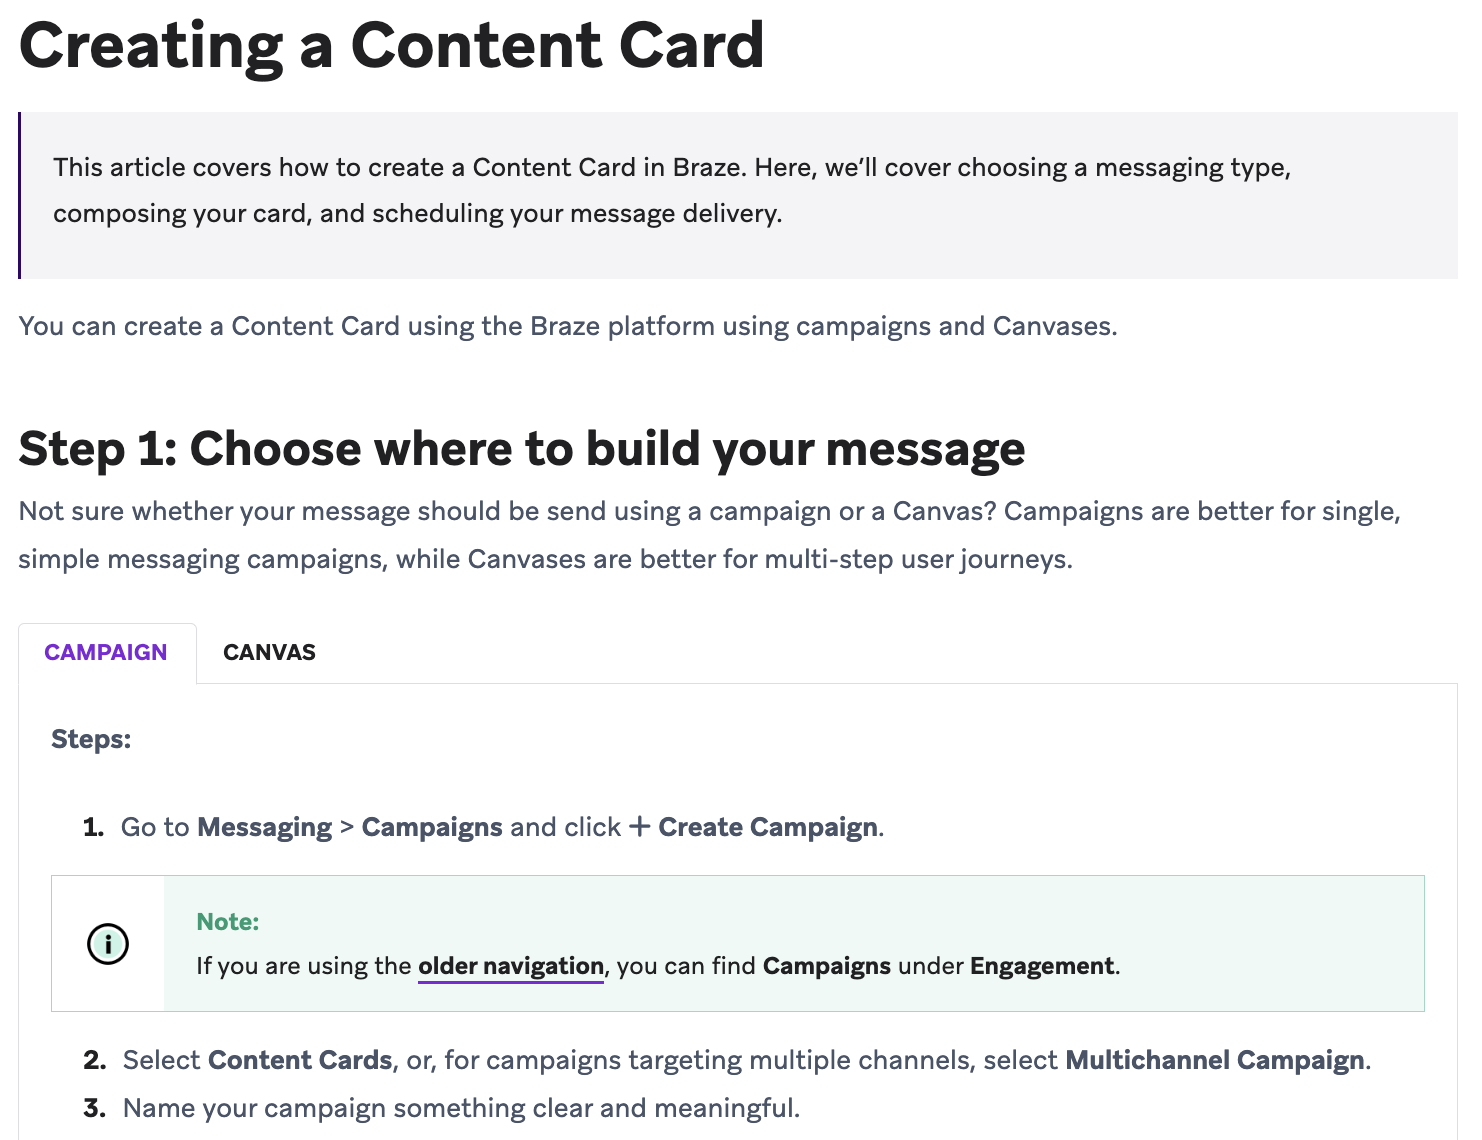 Creating a Content Card
This article covers how to create a Content Card in Braze. Here, we’ll cover choosing a messaging type,
composing your card, and scheduling your message delivery.
You can create a Content Card using the Braze platform using campaigns and Canvases.
Step 1: Choose where to build your message
Not sure whether your message should be send using a campaign or a Canvas? Campaigns are better for single,
simple messaging campaigns, while Canvases are better for multi-step user journeys.
CAMPAIGN CANVAS
Steps:
1. Go to Messaging > Campaigns and click + Create Campaign.
Note:
If you are using the older navigation, you can find Campaigns under Engagement.
2. Select Content Cards, or, for campaigns targeting multiple channels, select Multichannel Campaign.
3. Name your campaign something clear and meaningful.